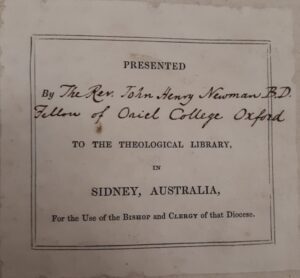 PRESENTED
By The Rev. John Henry Newman B.D.
Fellow of Oriel College Oxford
TO THE THEOLOGICAL LIBRARY,
IN
SIDNEY, AUSTRALIA,
For the Use of the BISHOP and CLERGY of that Diocese.